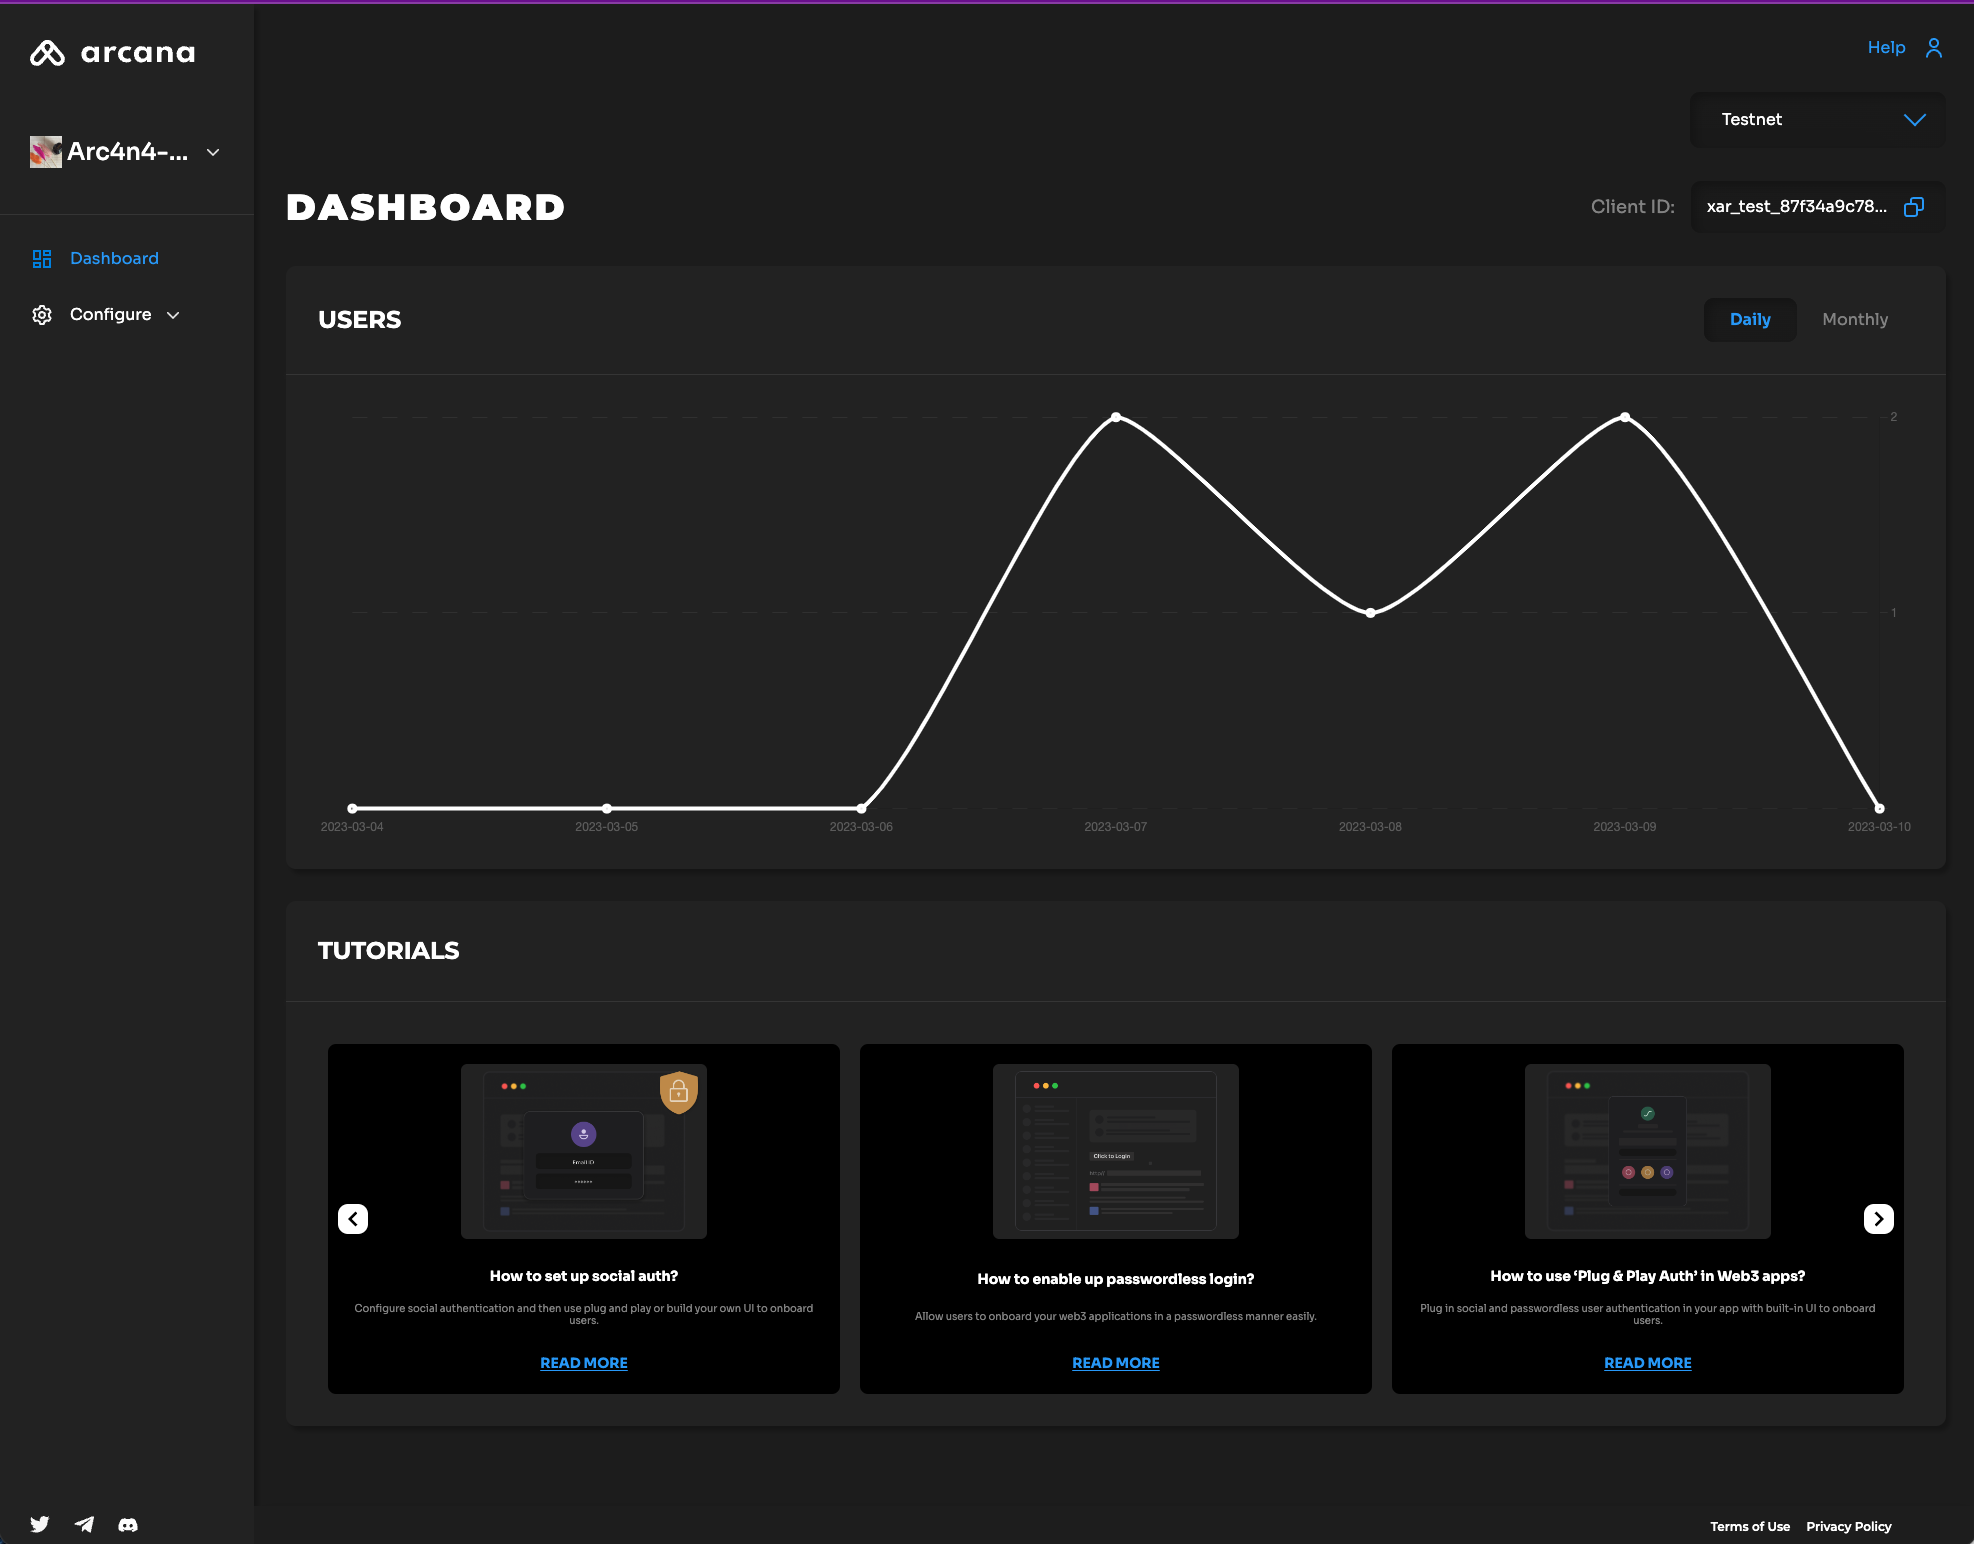 arcana
Help
Testnet
Arc4n4-...
DASHBOARD
Client ID:
xar_test_87f34a9c78...
Dashboard
Configure
USERS
Daily
Monthly
2
1
2023-03-04
2023-03-05
2023-03-06
2023-03-07
2023-03-08
2023-03-09
2023-03-10
TUTORIALS
Email ID
******
How to set up social auth?
Configure social authentication and then use plug and play or build your own UI to onboard
users.
READ MORE
Click to Login
How to enable up passwordless login?
Allow users to onboard your web3 applications in a passwordless manner easily.
READ MORE
How to use ‘Plug & Play Auth’ in Web3 apps?
Plug in social and passwordless user authentication in your app with built-in UI to onboard
users.
READ MORE
Terms of Use
Privacy Policy